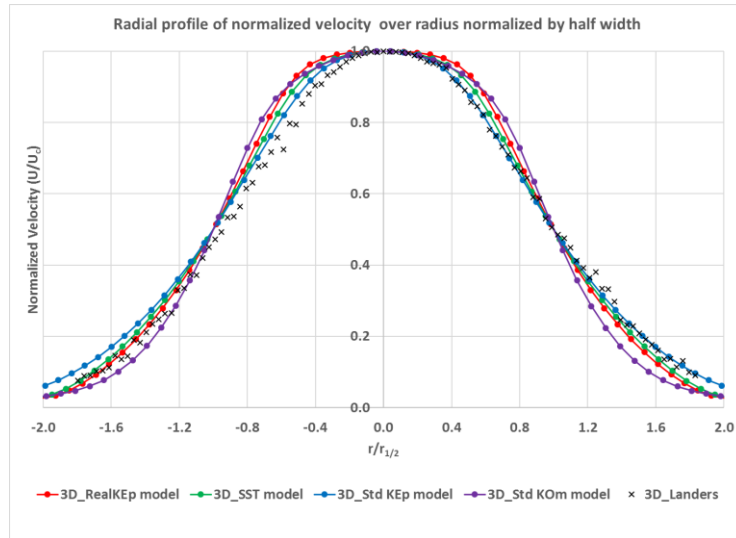 Radial profile of normalized velocity over radius normalized by half width
Normalized Velocity (U/Uc)
1.0
0.8
0.6
0.4
0.2
0.0
-2.0 -1.6 -1.2 -0.8 -0.4 0.0 0.4 0.8 1.2 1.6 2.0
r/r1/2
3D_RealKEp model 3D_SST model 3D_Std KEp model 3D_Std KOm model 3D_Landers